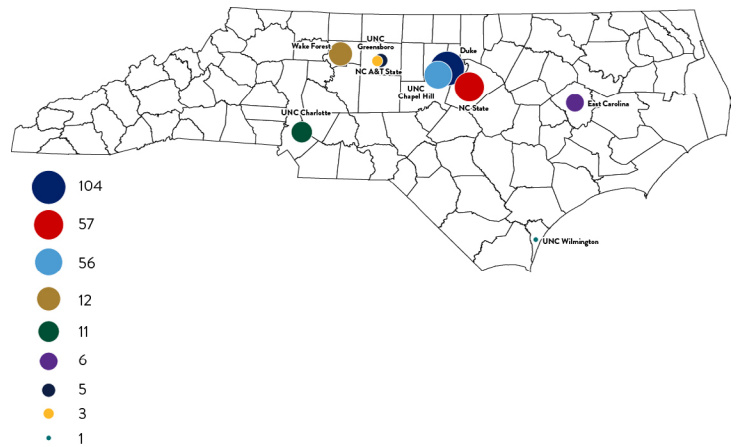 UNC
Greensboro
Wake Forest
Duke
NC A&T State
UNC
Chapel Hill
NC State
East Carolina
UNC Charlotte
UNC Wilmington
104
57
56
12
11
6
5
3
1